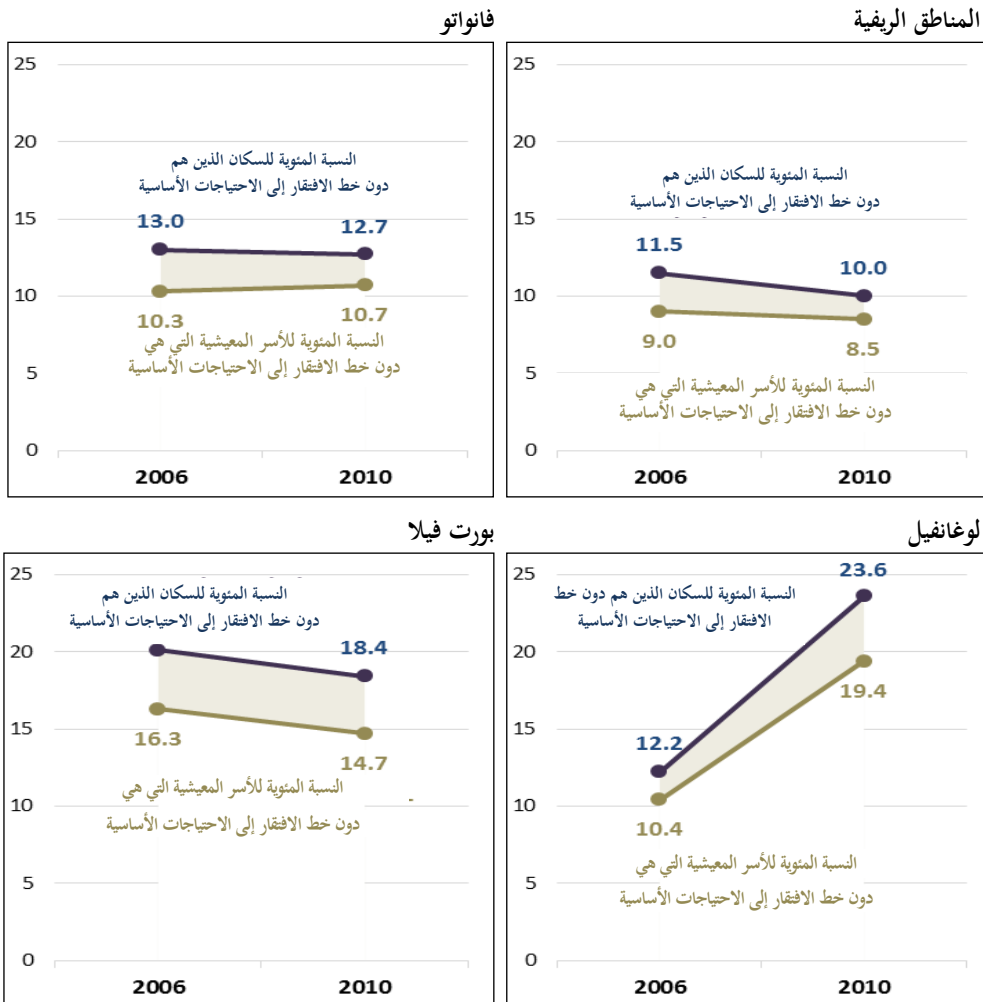 المناطق الريفية
25
20
النسبة المئوية للسكان الذين هم
دون خط الافتقار إلى الاحتياجات الأساسية
15
11.5
10.0
10
9.0
8.5
النسبة المئوية للأسر المعيشية التي هي
دون خط الافتقار إلى الاحتياجات الأساسية
5
0
2006
2010
فانواتو
25
20
النسبة المئوية للسكان الذين هم
دون خط الافتقار إلى الاحتياجات الأساسية
15
13.0
12.7
10
10.3
10.7
النسبة المئوية للأسر المعيشية التي هي
دون خط الافتقار إلى الاحتياجات الأساسية
5
0
2006
2010
لوغانفيل
25
23.6
النسبة المئوية للسكان الذين هم دون خط
الافتقار إلى الاحتياجات الأساسية
20
19.4
15
12.2
10
10.4
النسبة المئوية للأسر المعيشية التي هي
دون خط الافتقار إلى الاحتياجات الأساسية
5
0
2006
2010
بورت فيلا
25
النسبة المئوية للسكان الذين هم
دون خط الافتقار إلى الاحتياجات الأساسية
20
18.4
15
16.3
14.7
النسبة المئوية للأسر المعيشية التي هي
دون خط الافتقار إلى الاحتياجات الأساسية
10
5
0
2006
2010